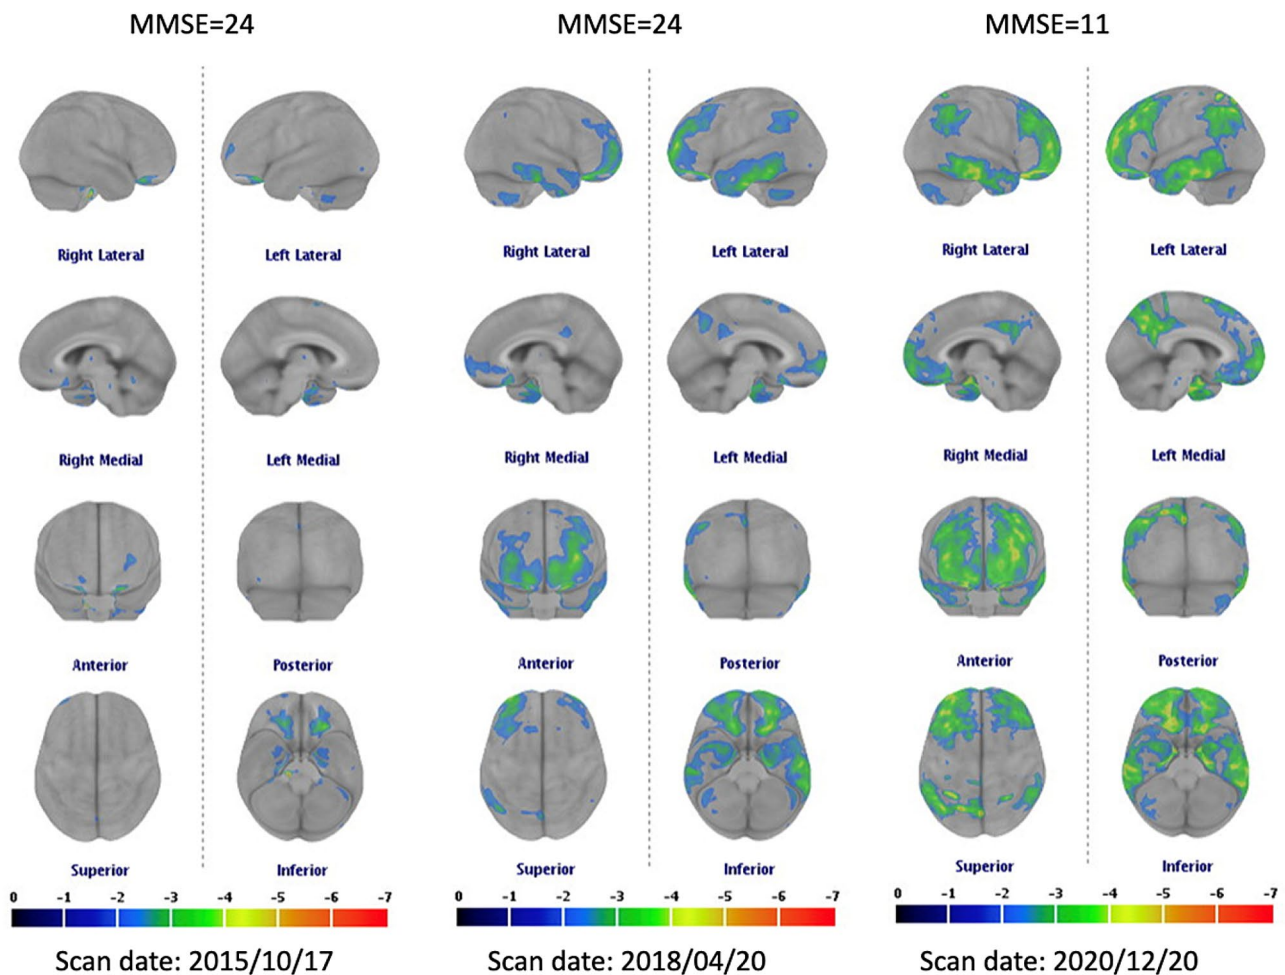 MMSE=24 MMSE=24 MMSE=11
Right Lateral Left Lateral Right Lateral Left Lateral Right Lateral Left Lateral
Right Medial Left Medial Right Medial Left Medial Right Medial Left Medial
Anterior Posterior Anterior Posterior Anterior Posterior
Superior Inferior Superior Inferior Superior Inferior
0 -1 -2 -3 -4 -5 -6 -7 0 -1 -2 -3 -4 -5 -6 -7 0 -1 -2 -3 -4 -5 -6 -7
Scan date: 2015/10/17 Scan date: 2018/04/20 Scan date: 2020/12/20